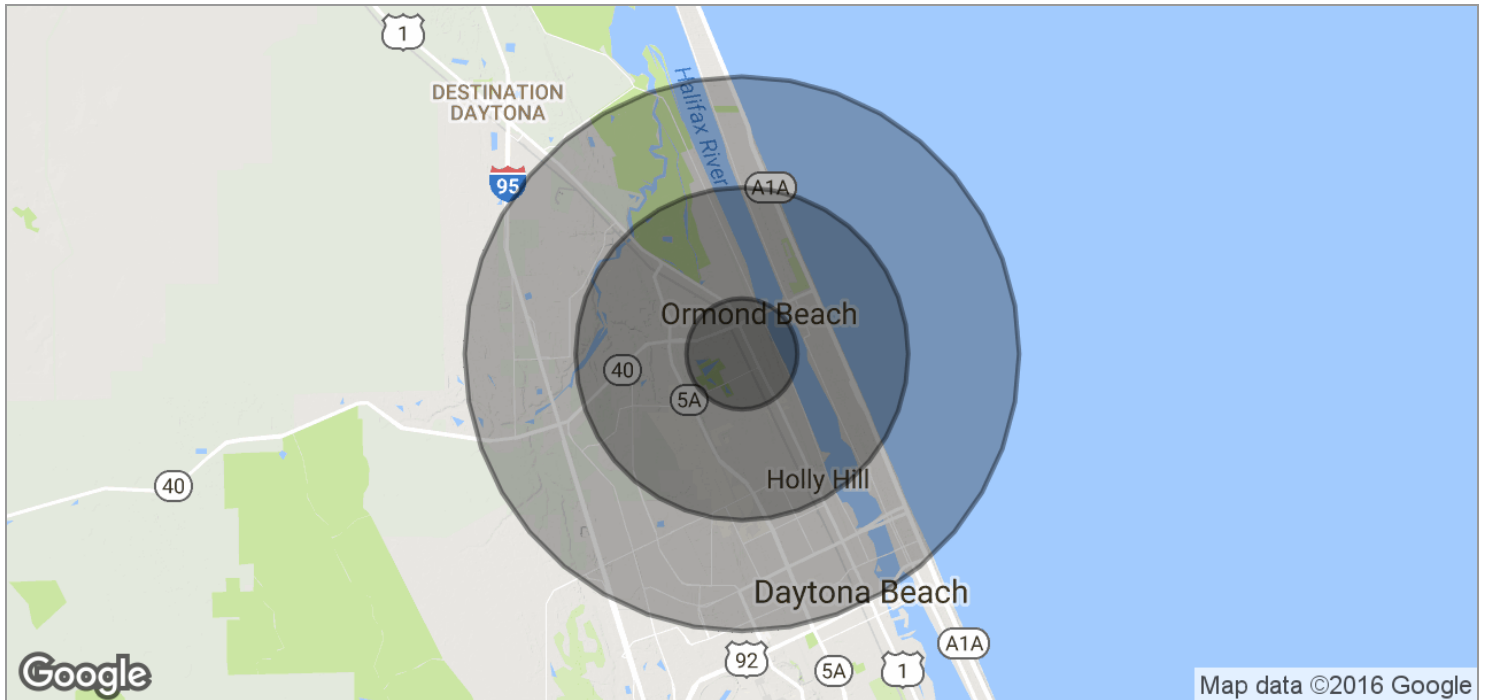 1
DESTINATION
DAYTONA
Halifax River
95
A1A
Ormond Beach
40
5A
Holly Hill
40
Daytona Beach
A1A
92
5A
1
Google
Map data ©2016 Google